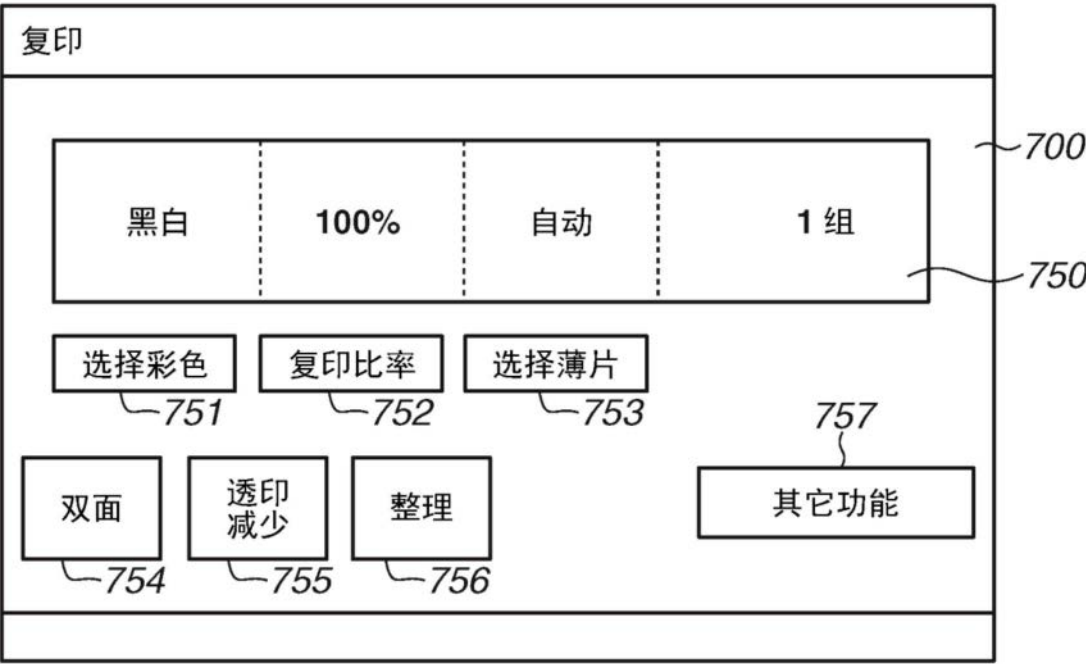 复印
700
黑白 100% 自动 1 组
750
选择彩色 复印比率 选择薄片
751 752 753
757
双面 透印减少 整理 其它功能
754 755 756